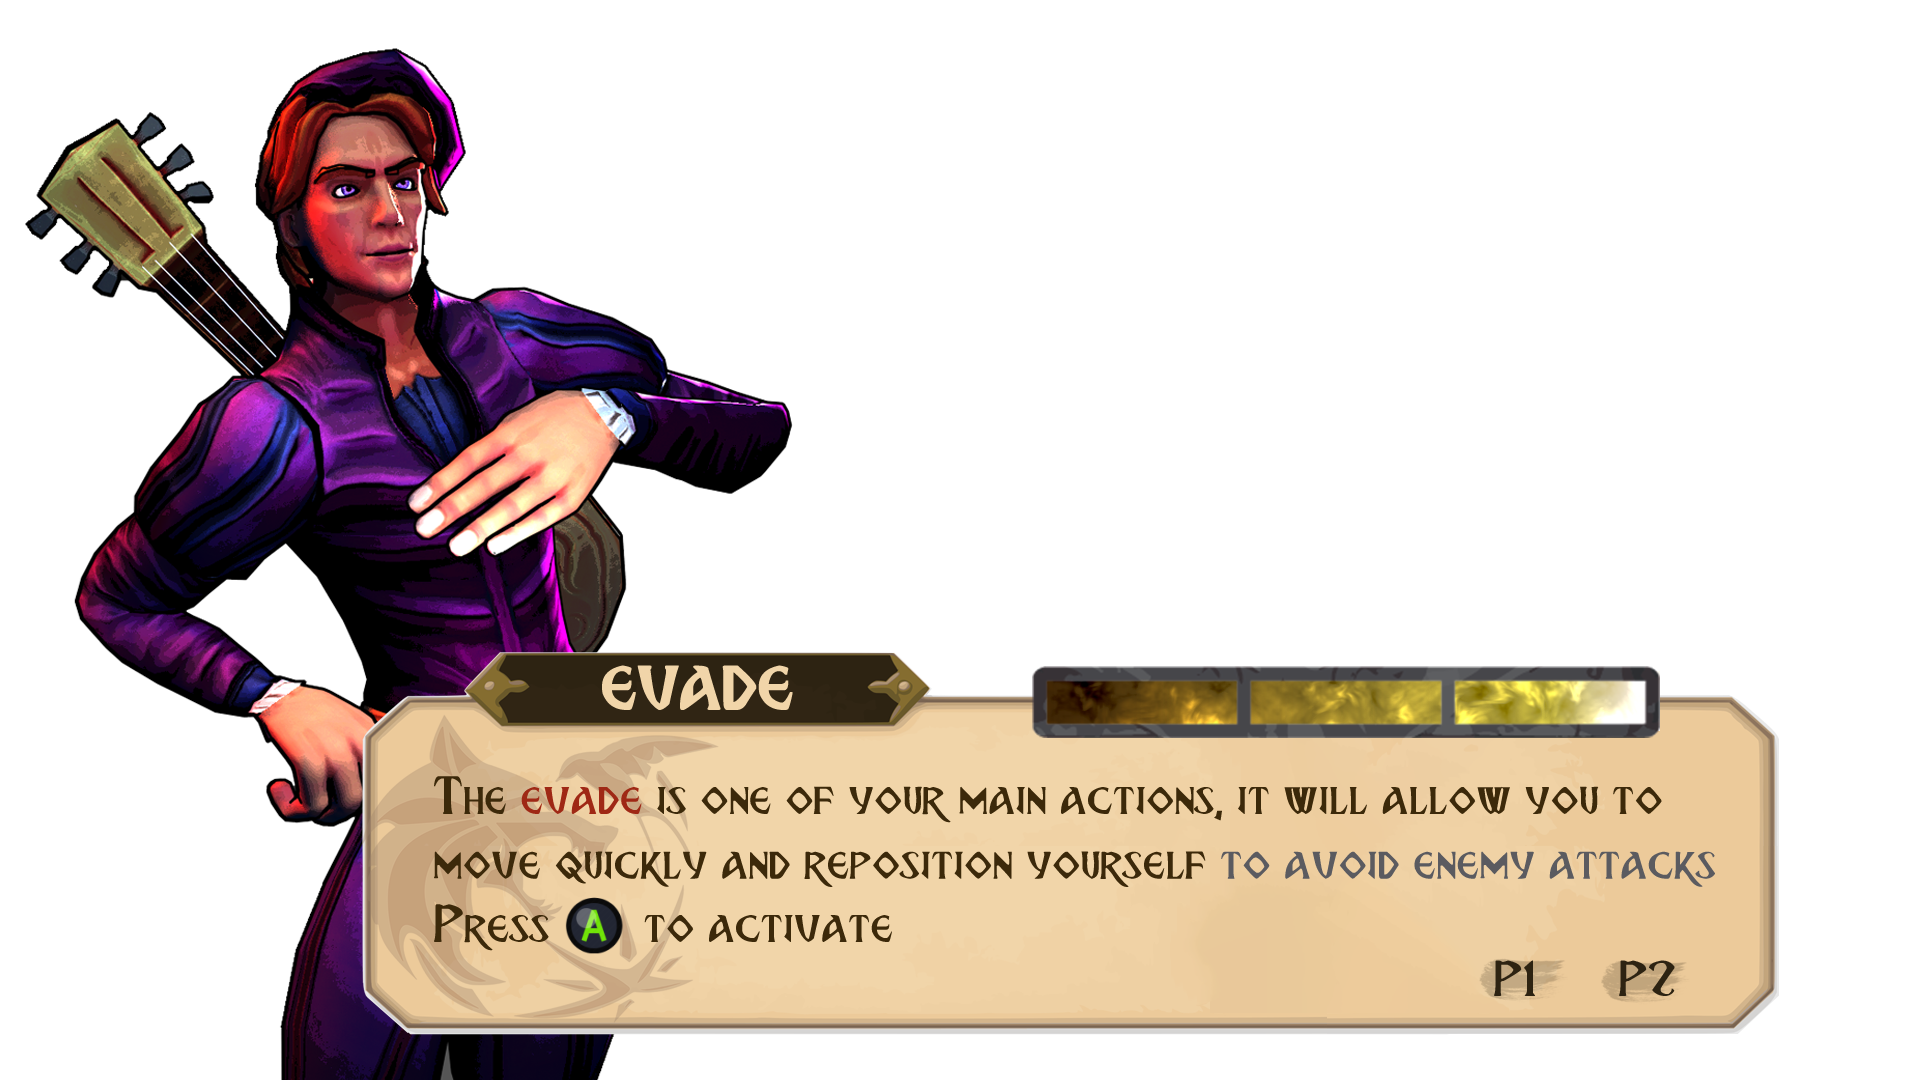 EVADE
The evade is one of your main actions, it will allow you to
move quickly and reposition yourself to avoid enemy attacks
Press A to activate
P1 P2